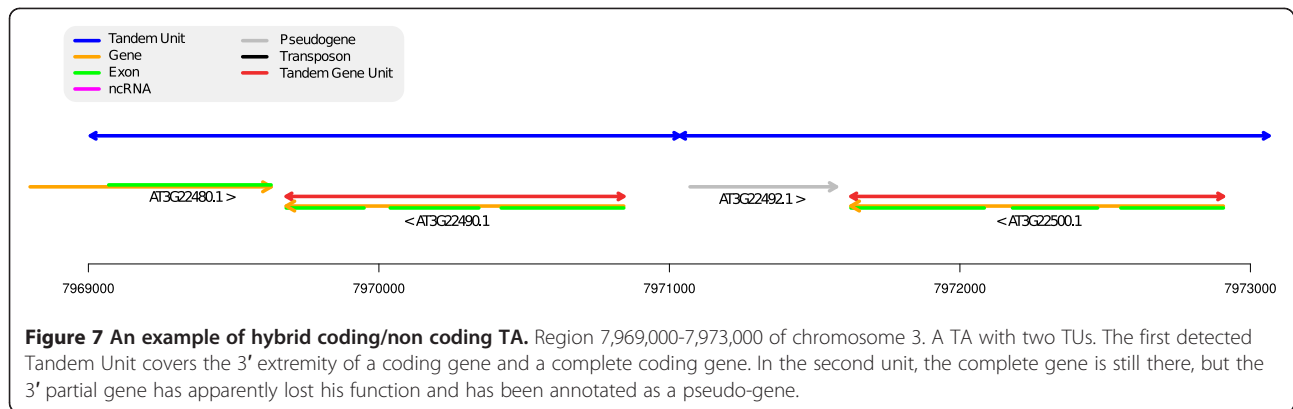 Tandem Unit
Gene
Exon
ncRNA
Pseudogene
Transposon
Tandem Gene Unit
AT3G22480.1 >
< AT3G22490.1
AT3G22492.1 >
< AT3G22500.1
7969000 7970000 7971000 7972000 7973000
Figure 7 An example of hybrid coding/non coding TA. Region 7,969,000-7,973,000 of chromosome 3. A TA with two TUs. The first detected
Tandem Unit covers the 3′ extremity of a coding gene and a complete coding gene. In the second unit, the complete gene is still there, but the
3′ partial gene has apparently lost his function and has been annotated as a pseudo-gene.